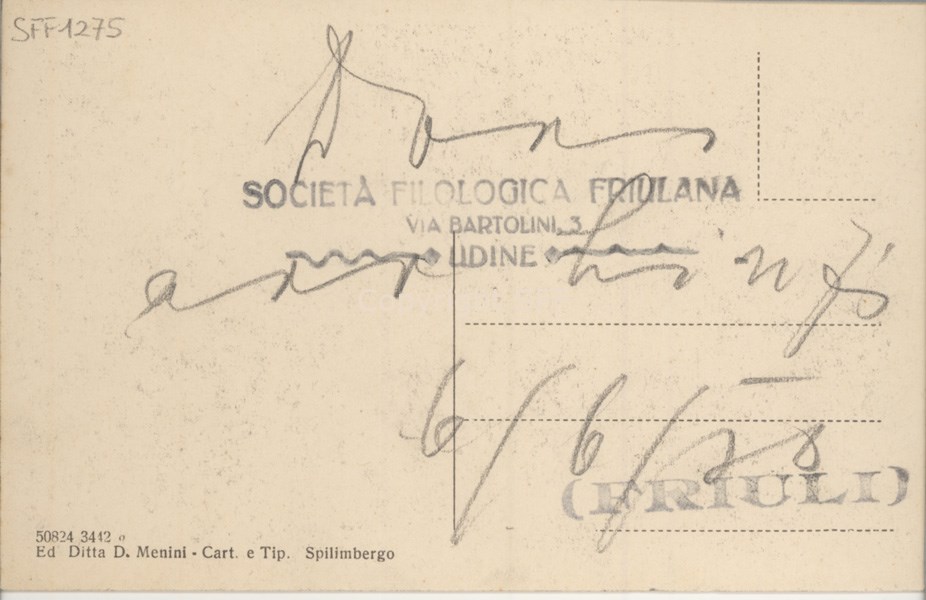 SFF1275
Dono
SOCIETÀ FILOLOGICA FRIULANA
VIA BARTOLINI, 3
UDINE
6/6/58
(FRIULI)
50824 3412
Ed Ditta D. Menini - Cart. e Tip. Spilimbergo